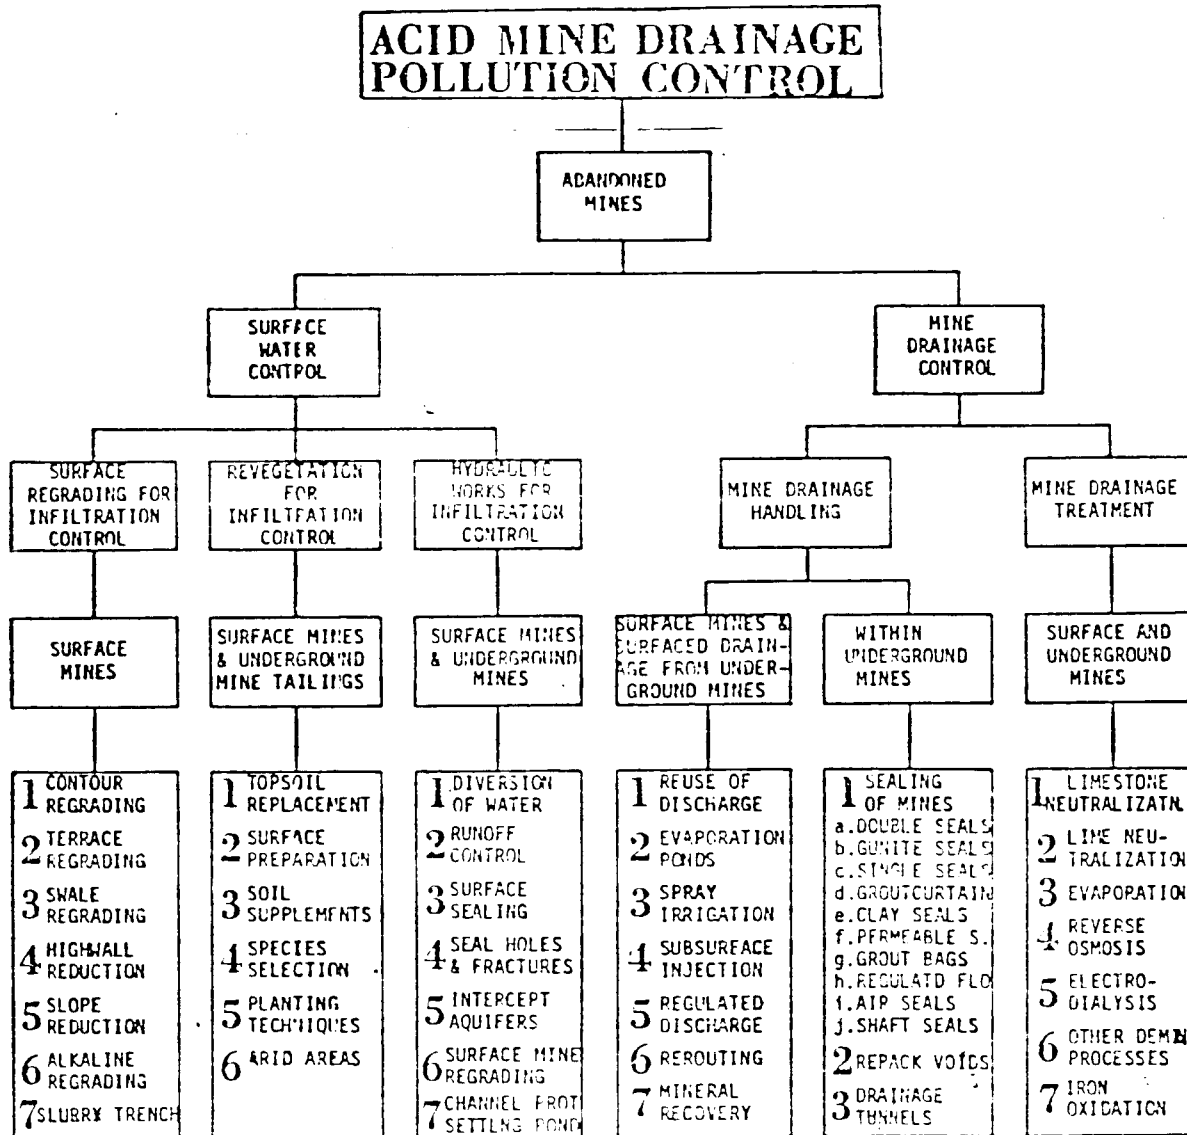 ACID MINE DRAINAGE
POLLUTION CONTROL
ABANDONED
MINES
SURFACE
WATER
CONTROL
MINE
DRAINAGE
CONTROL
SURFACE
REGRADING FOR
INFILTRATION
CONTROL
REVEGETATION
FOR
INFILTRATION
CONTROL
HYDRAULIC
WORKS FOR
INFILTRATION
CONTROL
MINE DRAINAGE
HANDLING
MINE DRAINAGE
TREATMENT
SURFACE
MINES
SURFACE MINES
& UNDERGROUND
MINE TAILINGS
SURFACE MINES
& UNDERGROUND
MINES
SURFACE MINES &
SURFACED DRAIN-
AGE FROM UNDER-
GROUND MINES
WITHIN
UNDERGROUND
MINES
SURFACE AND
UNDERGROUND
MINES
1 CONTOUR
REGRADING
2 TERRACE
REGRADING
3 SWALE
REGRADING
4 HIGHWALL
REDUCTION
5 SLOPE
REDUCTION
6 ALKALINE
REGRADING
7 SLURRY TRENCH
1 TOPSOIL
REPLACEMENT
2 SURFACE
PREPARATION
3 SOIL
SUPPLEMENTS
4 SPECIES
SELECTION
5 PLANTING
TECHNIQUES
6 ARID AREAS
1 DIVERSION
OF WATER
2 RUNOFF
CONTROL
3 SURFACE
SEALING
4 SEAL HOLES
& FRACTURES
5 INTERCEPT
AQUIFERS
6 SURFACE MINE
REGRADING
7 CHANNEL PROT
SETTLNG POND
1 REUSE OF
DISCHARGE
2 EVAPORATION
PONDS
3 SPRAY
IRRIGATION
4 SUBSURFACE
INJECTION
5 REGULATED
DISCHARGE
6 REROUTING
7 MINERAL
RECOVERY
1 SEALING
OF MINES
a. DOUBLE SEALS
b. GUNITE SEALS
c. SINGLE SEALS
d. GROUTCURTAIN
e. CLAY SEALS
f. PERMEABLE S.
g. GROUT BAGS
h. REGULATD FLO
i. AIR SEALS
j. SHAFT SEALS
2 REPACK VOIDS
3 DRAINAGE
TUNNELS
1 LIMESTONE
NEUTRALIZATN.
2 LIME NEU-
TRALIZATION
3 EVAPORATION
4 REVERSE
OSMOSIS
5 ELECTRO-
DIALYSIS
6 OTHER DEMIN
PROCESSES
7 IRON
OXIDATION